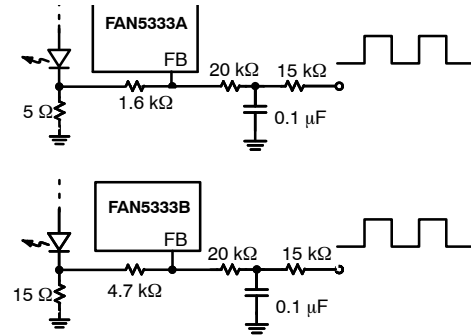 FAN5333A
FB
20 kΩ 15 kΩ
1.6 kΩ
5 Ω
0.1 μF
FAN5333B
FB
20 kΩ 15 kΩ
4.7 kΩ
15 Ω
0.1 μF